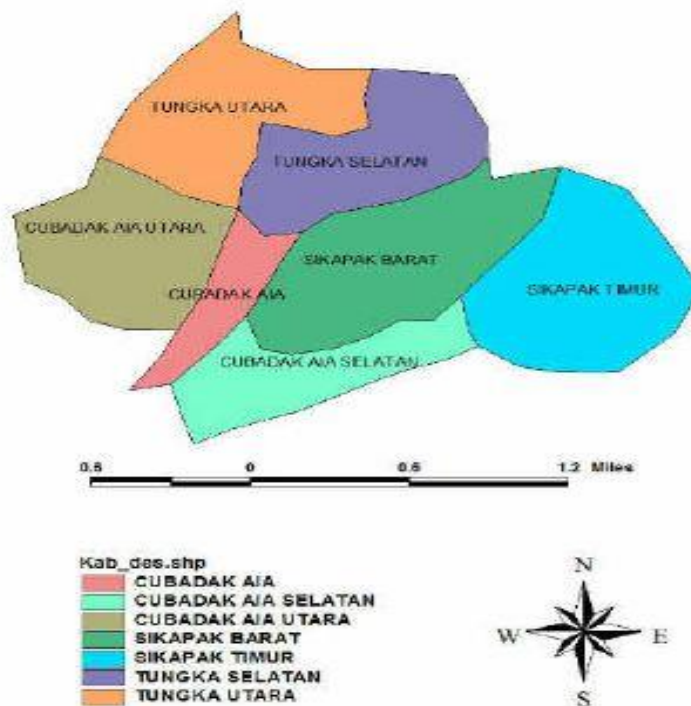 TUNGKA UTARA
TUNGKA SELATAN
CUBADAK AIA UTARA
SIKAPAK BARAT
CUBADAK AIA
SIKAPAK TIMUR
CUBADAK AIA SELATAN
0.6 0 0.6 1.2 Miles
Kab_des.shp
CUBADAK AIA
CUBADAK AIA SELATAN
CUBADAK AIA UTARA
SIKAPAK BARAT
SIKAPAK TIMUR
TUNGKA SELATAN
TUNGKA UTARA
N
W E
S